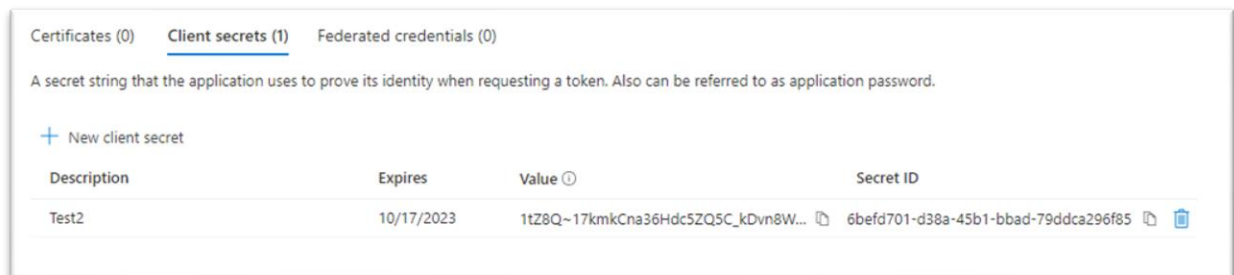 Certificates (0) Client secrets (1) Federated credentials (0)
A secret string that the application uses to prove its identity when requesting a token. Also can be referred to as application password.
New client secret
Description Expires Value Secret ID
Test2 10/17/2023 1tZ8Q~17kmkCna36Hdc5ZQ5C_kDvn8W... 6befd701-d38a-45b1-bbad-79ddca296f85